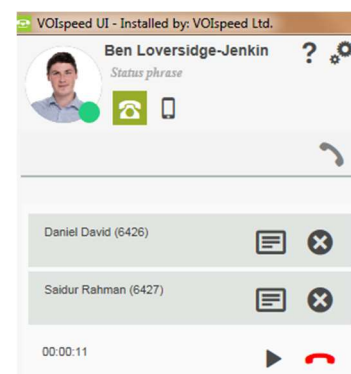 VOIspeed UI - Installed by: VOIspeed Ltd.
Ben Loversidge-Jenkin
Status phrase
Daniel David (6426)
Saidur Rahman (6427)
00:00:11